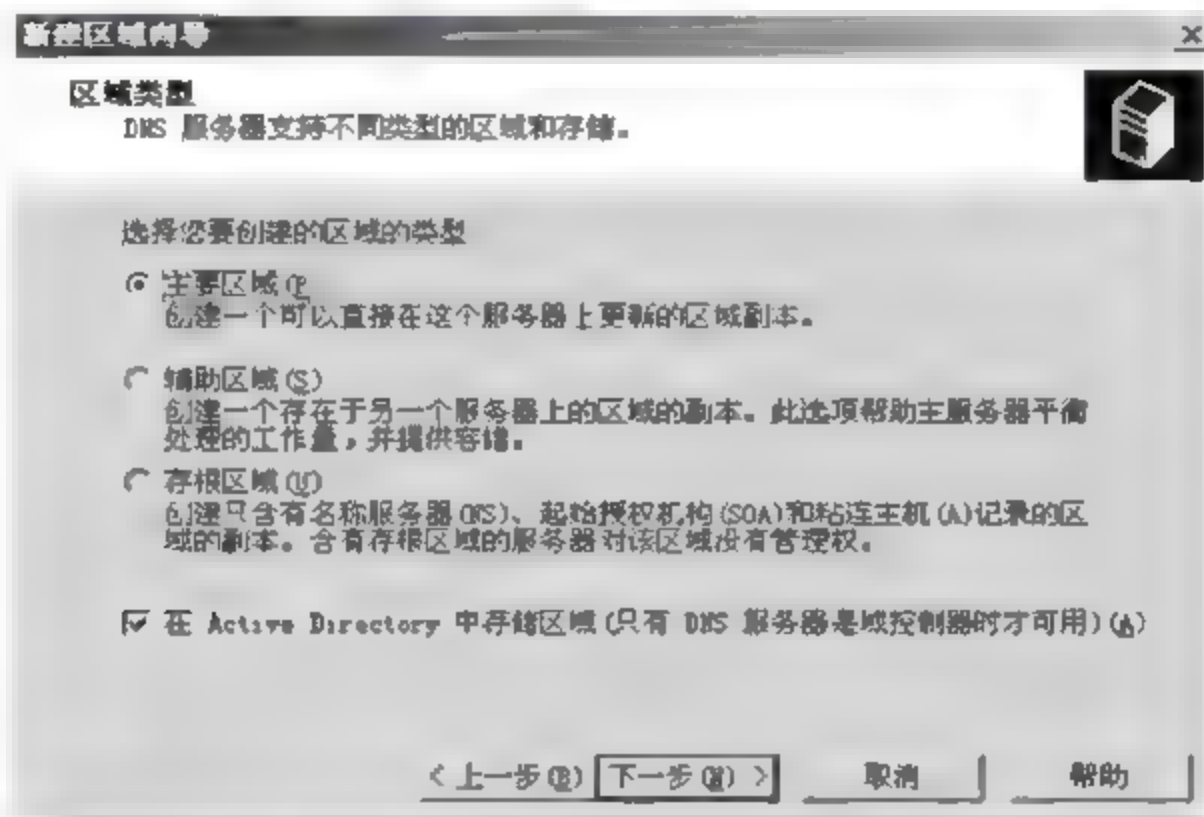 新建区域向导
区域类型
DNS 服务器支持不同类型的区域和存储。
选择您要创建的区域的类型
主要区域(P)
创建一个可以直接在这个服务器上更新的区域副本。
辅助区域(S)
创建一个存在于另一个服务器上的区域的副本。此选项帮助主服务器平衡
处理的工作量，并提供容错。
存根区域(U)
创建只含有名称服务器(NS)、起始授权机构(SOA)和粘连主机(A)记录的区
域的副本。含有存根区域的服务器对该区域没有管理权。
在 Active Directory 中存储区域(只有 DNS 服务器是域控制器时才可用)(A)
< 上一步(B) 下一步(N) > 取消 帮助